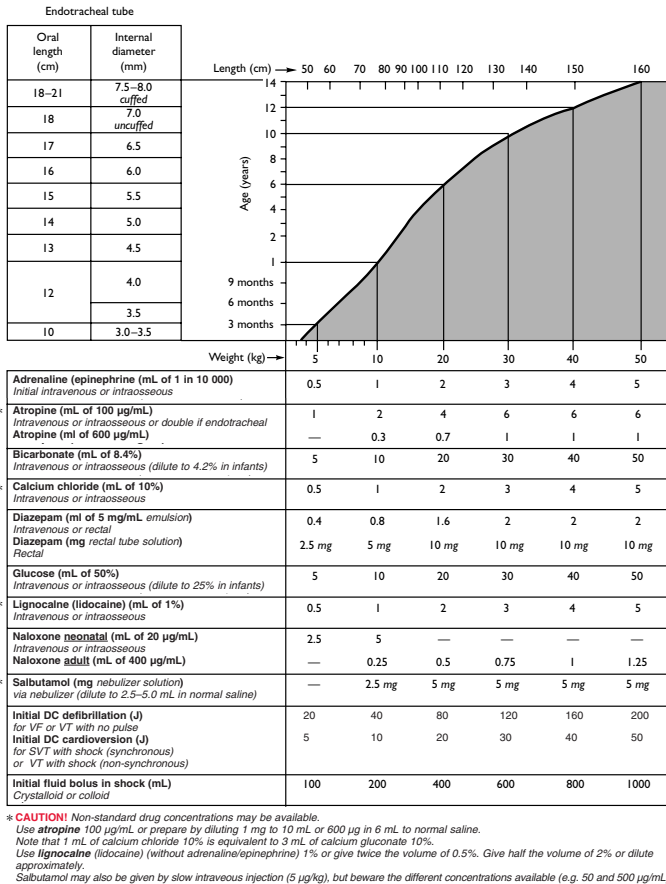 Endotracheal tube
Oral length (cm) Internal diameter (mm)
18–21 7.5–8.0 cuffed
18 7.0 uncuffed
17 6.5
16 6.0
15 5.5
14 5.0
13 4.5
12 4.0
3.5
10 3.0–3.5
Length (cm) 50 60 70 80 90 100 110 120 130 140 150 160
Age (years)
14
12
10
8
6
4
2
1
9 months
6 months
3 months
Weight (kg) 5 10 20 30 40 50
Adrenaline (epinephrine (mL of 1 in 10 000) 0.5 1 2 3 4 5
Initial intravenous or intraosseous
* Atropine (mL of 100 µg/mL) 1 2 4 6 6 6
Intravenous or intraosseous or double if endotracheal
Atropine (ml of 600 µg/mL) — 0.3 0.7 1 1 1
Bicarbonate (mL of 8.4%) 5 10 20 30 40 50
Intravenous or intraosseous (dilute to 4.2% in infants)
* Calcium chloride (mL of 10%) 0.5 1 2 3 4 5
Intravenous or intraosseous
Diazepam (ml of 5 mg/mL emulsion) 0.4 0.8 1.6 2 2 2
Intravenous or rectal
Diazepam (mg rectal tube solution) 2.5 mg 5 mg 10 mg 10 mg 10 mg 10 mg
Rectal
Glucose (mL of 50%) 5 10 20 30 40 50
Intravenous or intraosseous (dilute to 25% in infants)
* Lignocalne (lidocaine) (mL of 1%) 0.5 1 2 3 4 5
Intravenous or intraosseous
Naloxone neonatal (mL of 20 µg/mL) 2.5 5 — — — —
Intravenous or intraosseous
Naloxone adult (mL of 400 µg/mL) — 0.25 0.5 0.75 1 1.25
* Salbutamol (mg nebulizer solution) — 2.5 mg 5 mg 5 mg 5 mg 5 mg
via nebulizer (dilute to 2.5–5.0 mL in normal saline)
Initial DC defibrillation (J) 20 40 80 120 160 200
for VF or VT with no pulse
Initial DC cardioversion (J) 5 10 20 30 40 50
for SVT with shock (synchronous)
or VT with shock (non-synchronous)
Initial fluid bolus in shock (mL) 100 200 400 600 800 1000
Crystalloid or colloid
* CAUTION! Non-standard drug concentrations may be available.
Use atropine 100 µg/mL or prepare by diluting 1 mg to 10 mL or 600 µg in 6 mL to normal saline.
Note that 1 mL of calcium chloride 10% is equivalent to 3 mL of calcium gluconate 10%.
Use lignocalne (lidocaine) (without adrenaline/epinephrine) 1% or give twice the volume of 0.5%. Give half the volume of 2% or dilute
approximately.
Salbutamol may also be given by slow intraveous injection (5 µg/kg), but beware the different concentrations available (e.g. 50 and 500 µg/mL